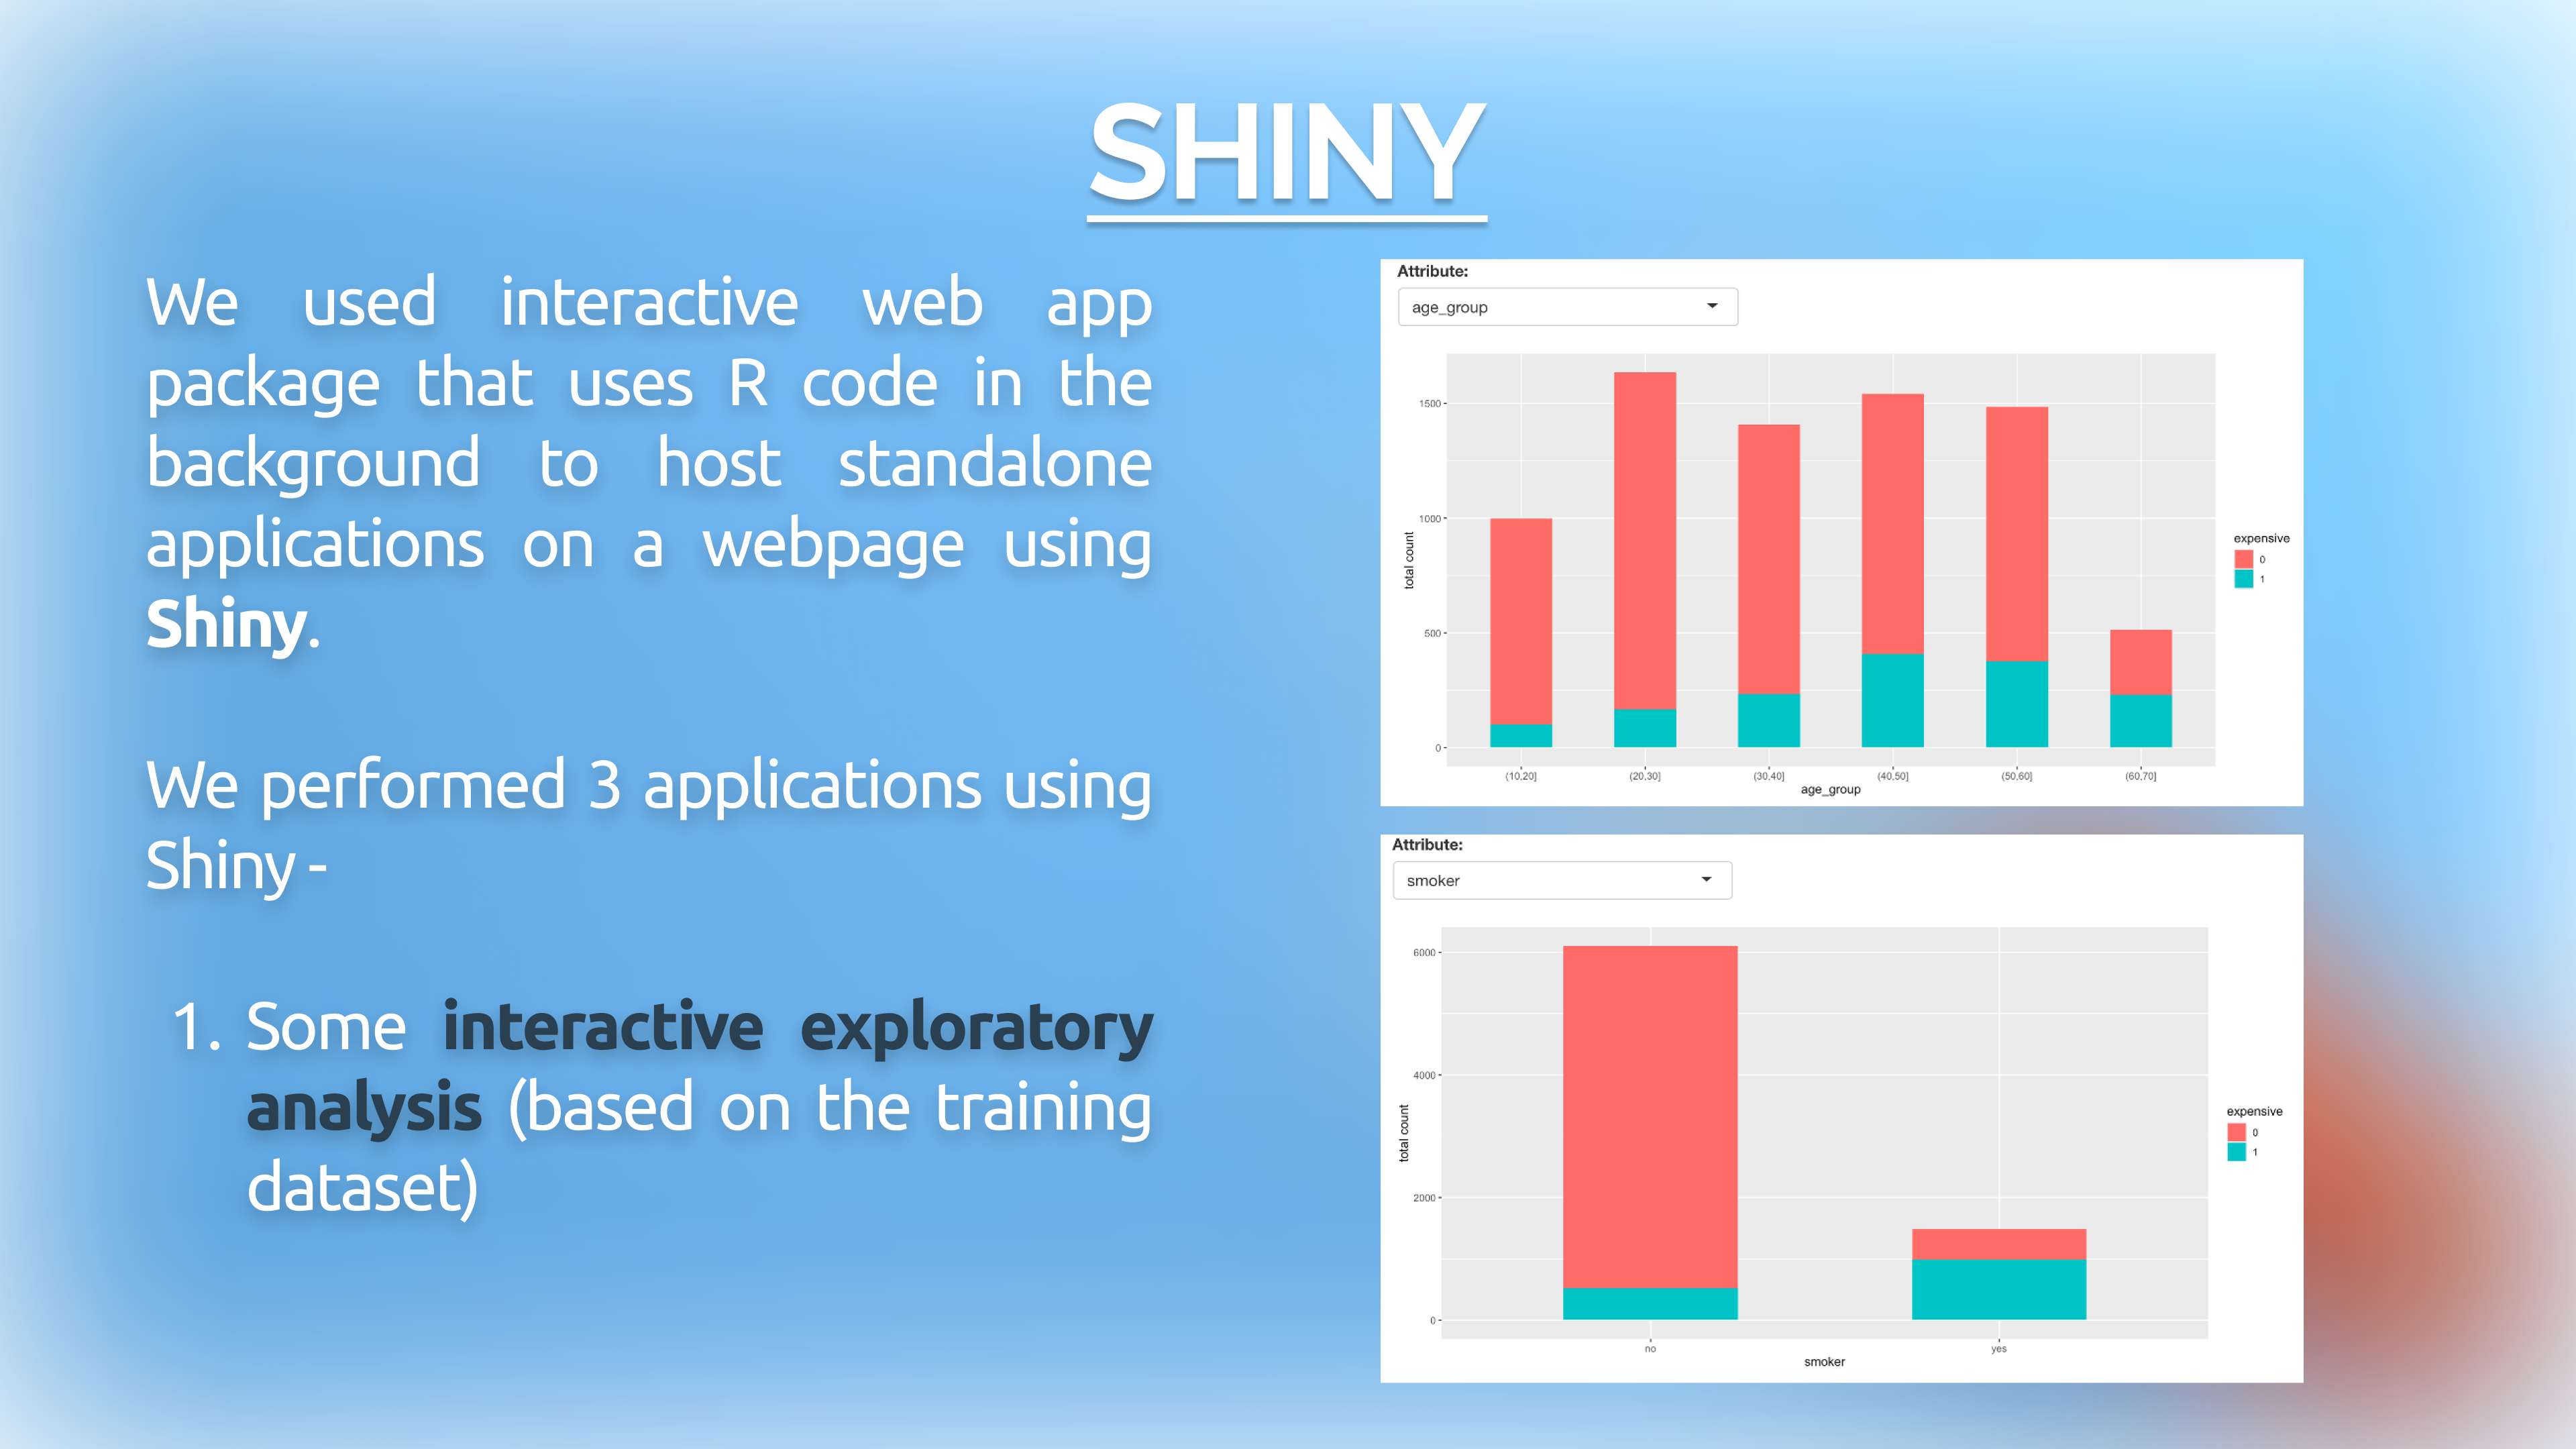 SHINY
We used interactive web app
package that uses R code in the
background to host standalone
applications on a webpage using
Shiny.
We performed 3 applications using
Shiny -
1. Some interactive exploratory
analysis (based on the training
dataset)
Attribute:
age_group
1500
1000
500
0
total count
(10,20] (20,30] (30,40] (40,50] (50,60] (60,70]
age_group
expensive
0
1
Attribute:
smoker
6000
4000
2000
0
total count
no yes
smoker
expensive
0
1